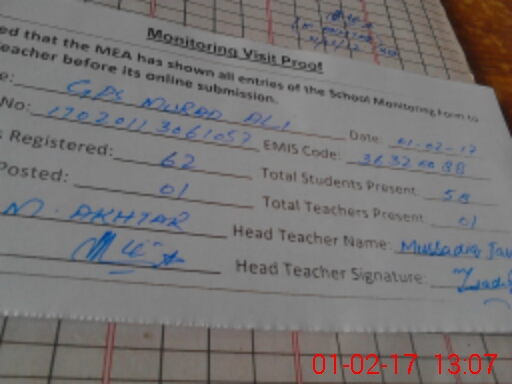 Monitoring Visit Proof
ed that the MEA has shown all entries of the School Monitoring Form to
eacher before its online submission.
e: GPS MURAD ALI Date: 01-02-17
No: 17020113061057 EMIS Code: 36320088
s Registered: 62 Total Students Present: 58
Posted: 01 Total Teachers Present 01
M. AKHTAR Head Teacher Name:
Head Teacher Signature:
01-02-17 13:07